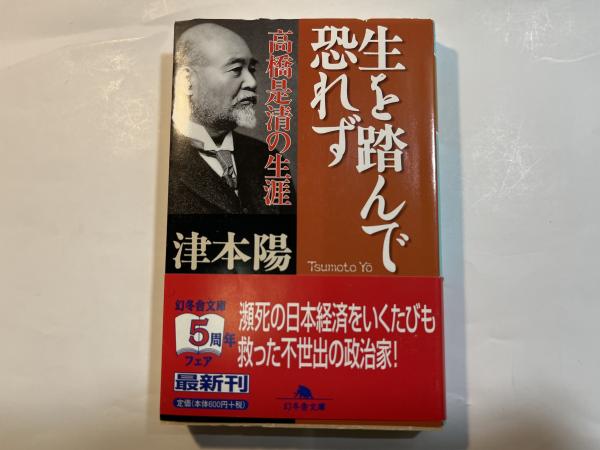 生を踏んで
恐れず
高橋是清の生涯
津本陽
Tsumoto Yō
幻冬舎文庫
5周年
フェア
最新刊
定価(本体600円+税)
瀕死の日本経済をいくたびも
救った不世出の政治家!
幻冬舎文庫